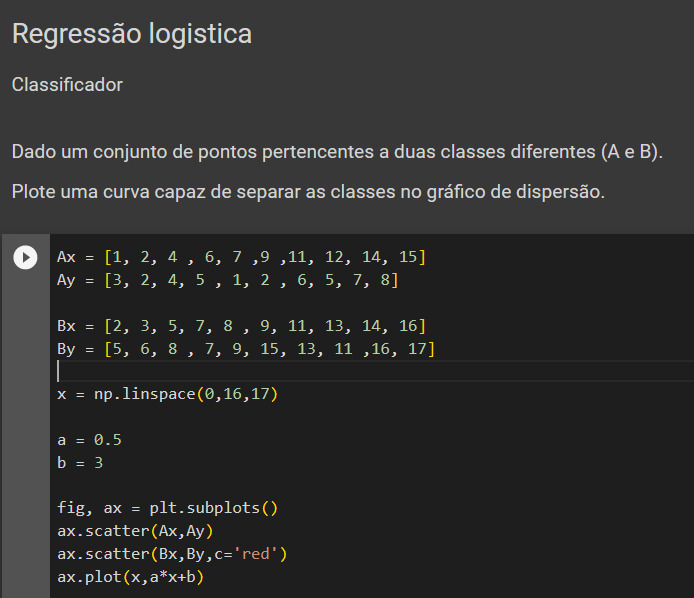 Regressão logistica
Classificador
Dado um conjunto de pontos pertencentes a duas classes diferentes (A e B).
Plote uma curva capaz de separar as classes no gráfico de dispersão.
Ax = [1, 2, 4 , 6, 7 ,9 ,11, 12, 14, 15]
Ay = [3, 2, 4, 5 , 1, 2 , 6, 5, 7, 8]
Bx = [2, 3, 5, 7, 8 , 9, 11, 13, 14, 16]
By = [5, 6, 8 , 7, 9, 15, 13, 11 ,16, 17]
x = np.linspace(0,16,17)
a = 0.5
b = 3
fig, ax = plt.subplots()
ax.scatter(Ax,Ay)
ax.scatter(Bx,By,c='red')
ax.plot(x,a*x+b)